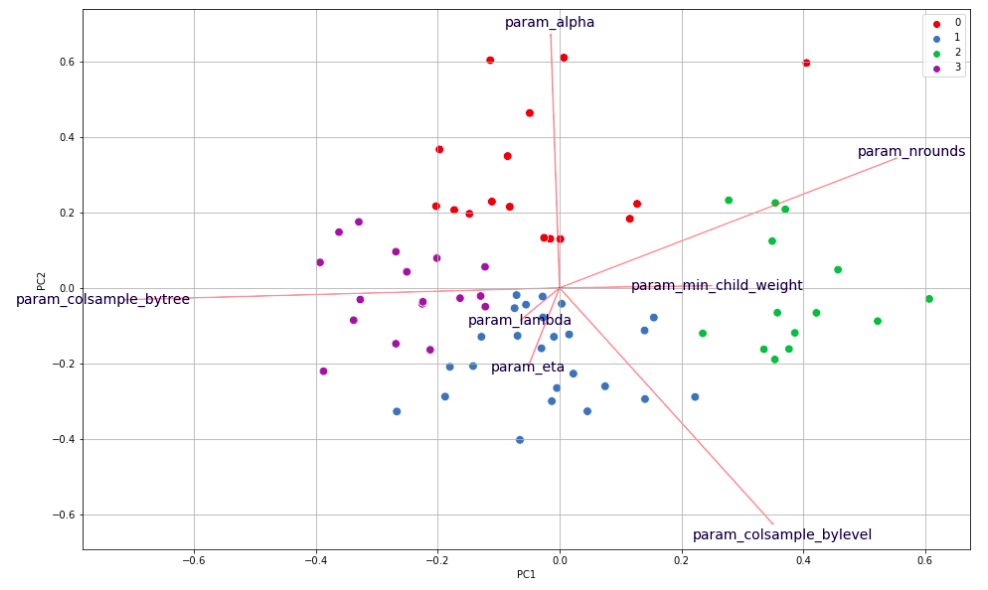 param_alpha
0
1
2
3
0.6
0.4
param_nrounds
0.2
PC2
0.0
param_min_child_weight
param_colsample_bytree
param_lambda
−0.2
param_eta
−0.4
−0.6
param_colsample_bylevel
−0.6 −0.4 −0.2 0.0 0.2 0.4 0.6
PC1